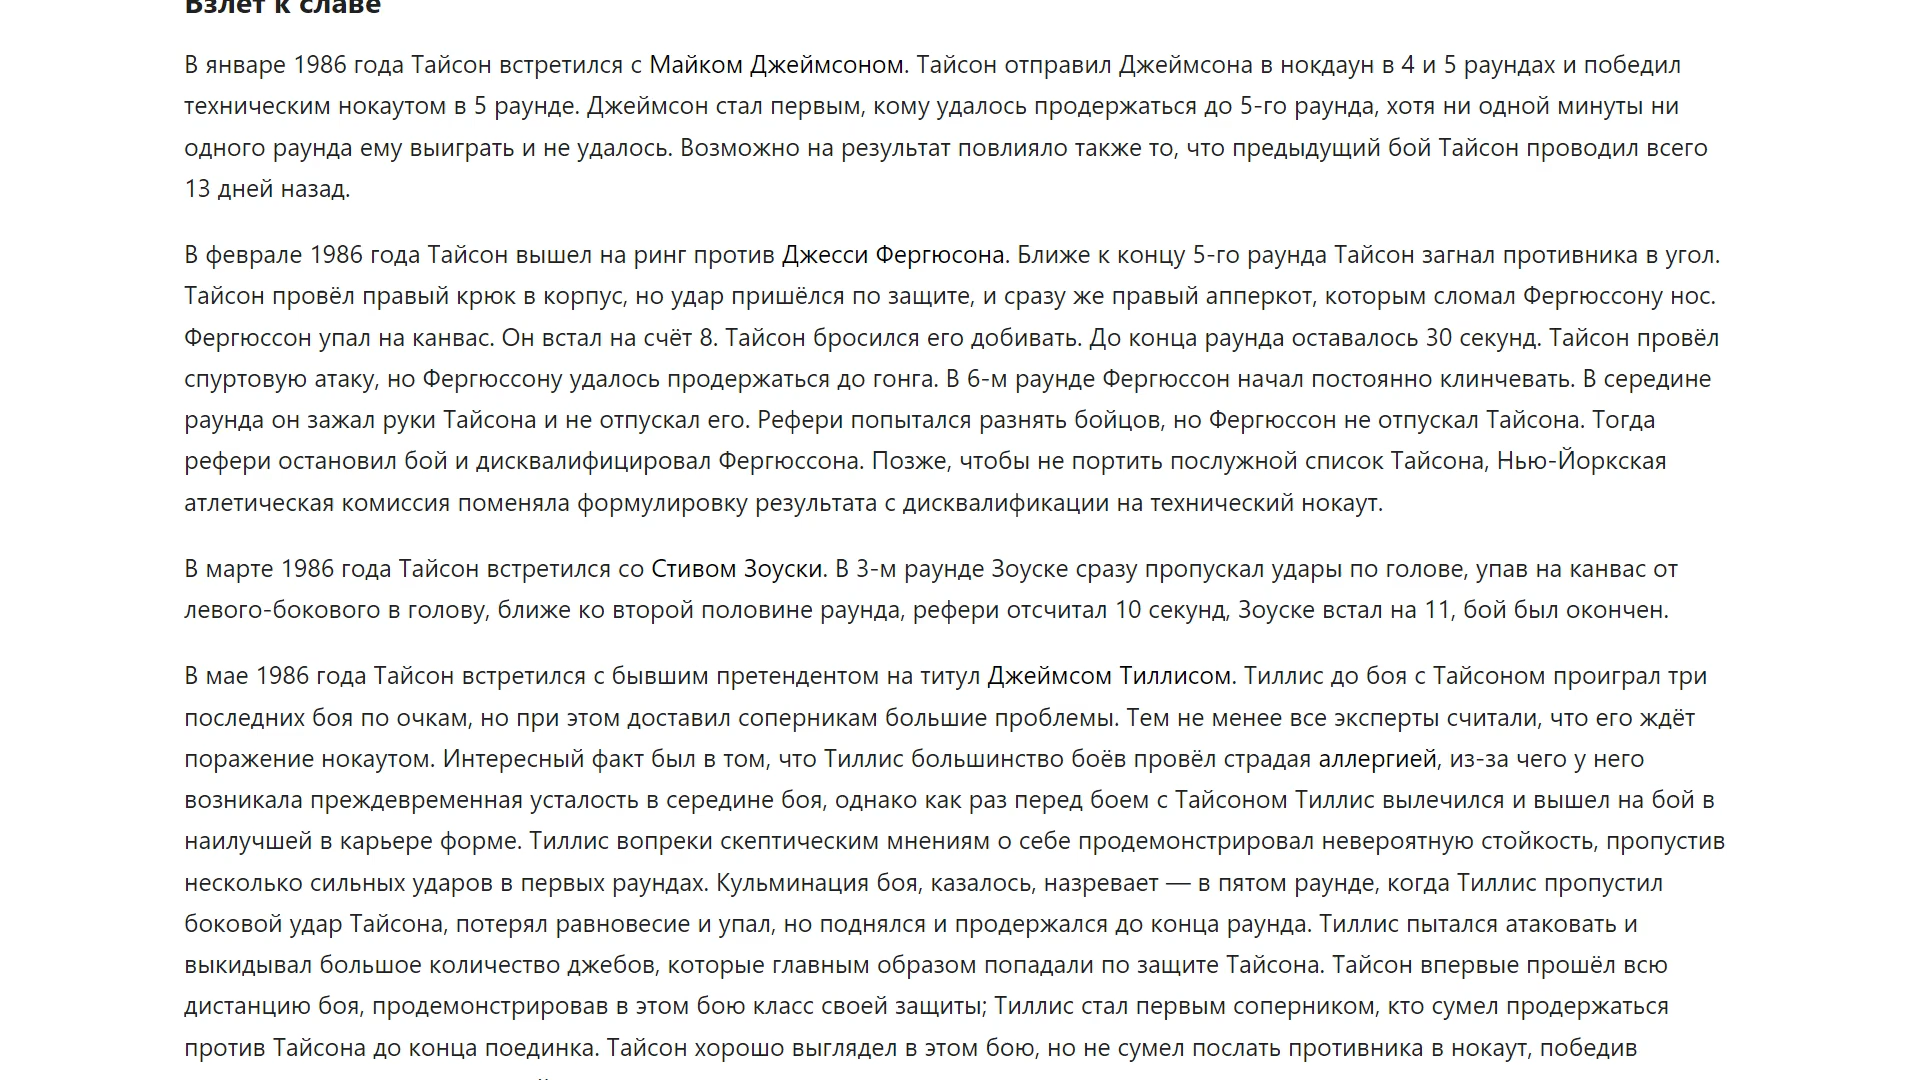 Взлёт к славе
В январе 1986 года Тайсон встретился с Майком Джеймсоном. Тайсон отправил Джеймсона в нокдаун в 4 и 5 раундах и победил
техническим нокаутом в 5 раунде. Джеймсон стал первым, кому удалось продержаться до 5-го раунда, хотя ни одной минуты ни
одного раунда ему выиграть и не удалось. Возможно на результат повлияло также то, что предыдущий бой Тайсон проводил всего
13 дней назад.
В феврале 1986 года Тайсон вышел на ринг против Джесси Фергюсона. Ближе к концу 5-го раунда Тайсон загнал противника в угол.
Тайсон провёл правый крюк в корпус, но удар пришёлся по защите, и сразу же правый апперкот, которым сломал Фергюссону нос.
Фергюссон упал на канвас. Он встал на счёт 8. Тайсон бросился его добивать. До конца раунда оставалось 30 секунд. Тайсон провёл
спуртовую атаку, но Фергюссону удалось продержаться до гонга. В 6-м раунде Фергюссон начал постоянно клинчевать. В середине
раунда он зажал руки Тайсона и не отпускал его. Рефери попытался разнять бойцов, но Фергюссон не отпускал Тайсона. Тогда
рефери остановил бой и дисквалифицировал Фергюссона. Позже, чтобы не портить послужной список Тайсона, Нью-Йоркская
атлетическая комиссия поменяла формулировку результата с дисквалификации на технический нокаут.
В марте 1986 года Тайсон встретился со Стивом Зоуски. В 3-м раунде Зоуске сразу пропускал удары по голове, упав на канвас от
левого-бокового в голову, ближе ко второй половине раунда, рефери отсчитал 10 секунд, Зоуске встал на 11, бой был окончен.
В мае 1986 года Тайсон встретился с бывшим претендентом на титул Джеймсом Тиллисом. Тиллис до боя с Тайсоном проиграл три
последних боя по очкам, но при этом доставил соперникам большие проблемы. Тем не менее все эксперты считали, что его ждёт
поражение нокаутом. Интересный факт был в том, что Тиллис большинство боёв провёл страдая аллергией, из-за чего у него
возникала преждевременная усталость в середине боя, однако как раз перед боем с Тайсоном Тиллис вылечился и вышел на бой в
наилучшей в карьере форме. Тиллис вопреки скептическим мнениям о себе продемонстрировал невероятную стойкость, пропустив
несколько сильных ударов в первых раундах. Кульминация боя, казалось, назревает — в пятом раунде, когда Тиллис пропустил
боковой удар Тайсона, потерял равновесие и упал, но поднялся и продержался до конца раунда. Тиллис пытался атаковать и
выкидывал большое количество джебов, которые главным образом попадали по защите Тайсона. Тайсон впервые прошёл всю
дистанцию боя, продемонстрировав в этом бою класс своей защиты; Тиллис стал первым соперником, кто сумел продержаться
против Тайсона до конца поединка. Тайсон хорошо выглядел в этом бою, но не сумел послать противника в нокаут, победив